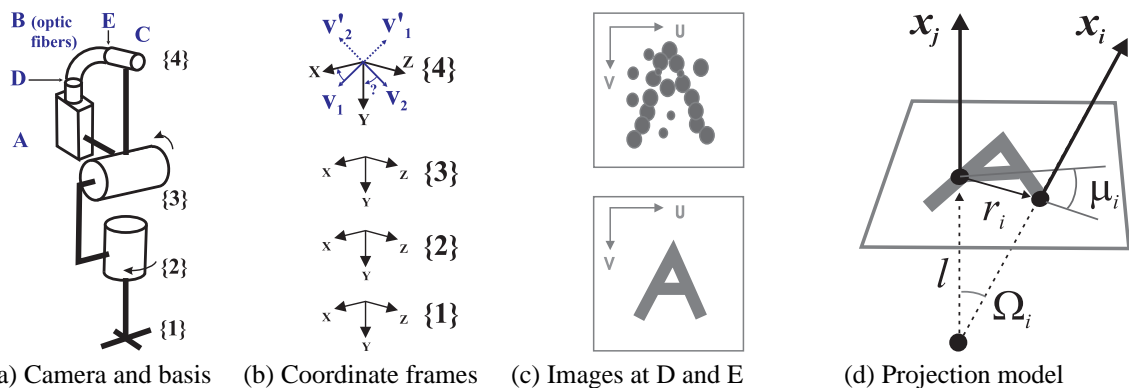 B (optic fibers)
E
C
{4}
D
A
{3}
{2}
{1}
v'2
v'1
X
Z
{4}
v1
?
v2
Y
X
Z
{3}
Y
X
Z
{2}
Y
X
Z
{1}
Y
U
V
U
V
A
xj
xi
A
ri
μi
l
Ωi
a) Camera and basis
(b) Coordinate frames
(c) Images at D and E
(d) Projection model